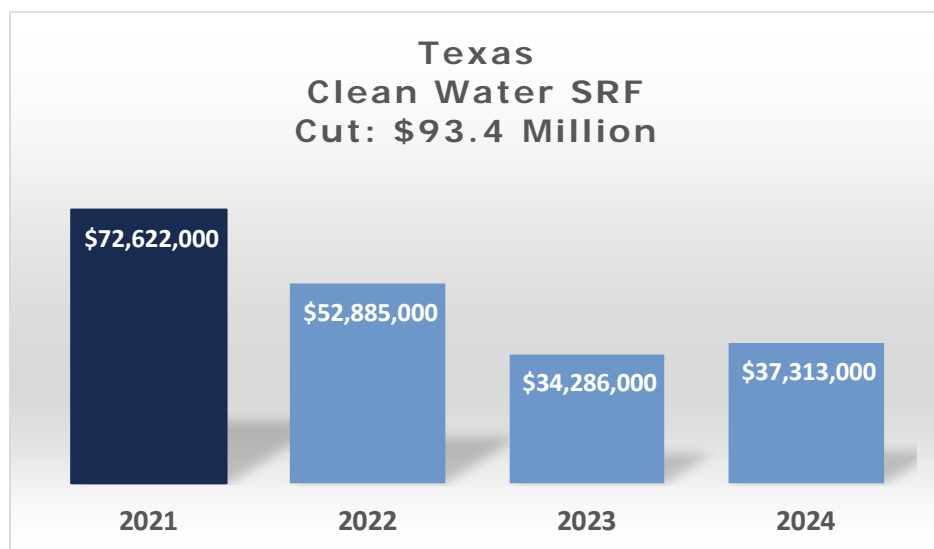 Texas
Clean Water SRF
Cut: $93.4 Million
$72,622,000
$52,885,000
$34,286,000
$37,313,000
2021
2022
2023
2024